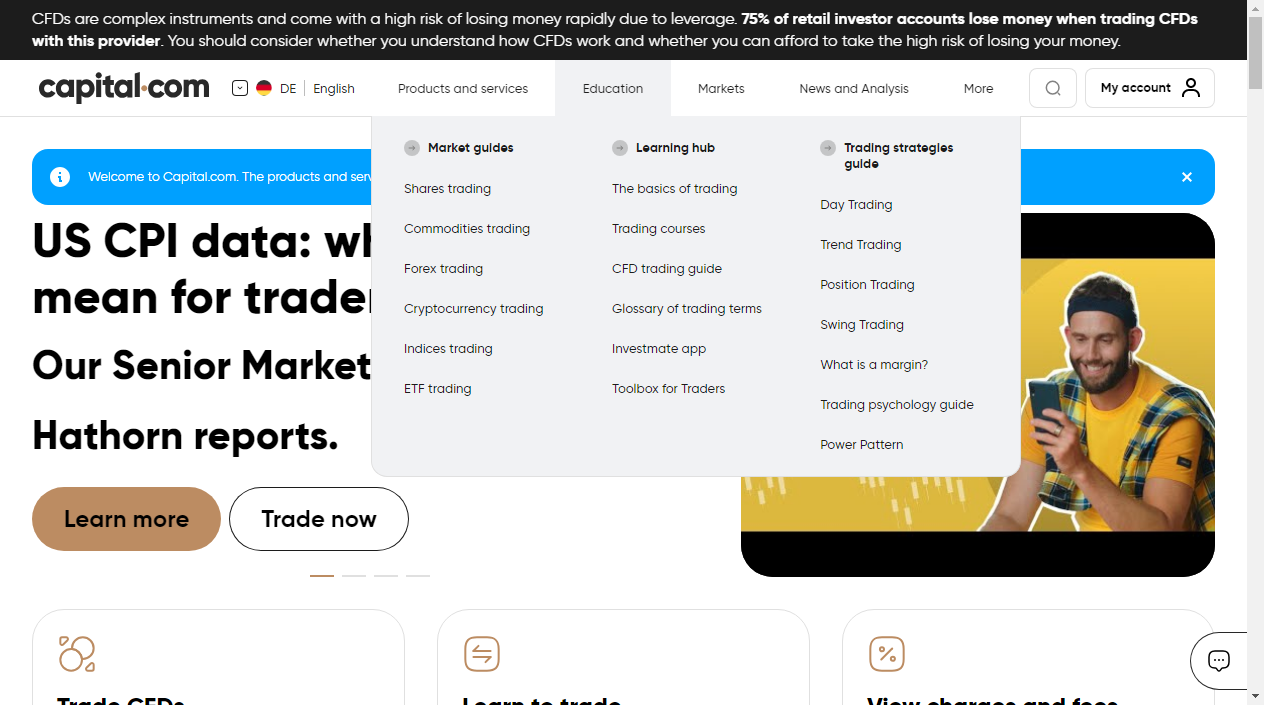 CFDs are complex instruments and come with a high risk of losing money rapidly due to leverage. 75% of retail investor accounts lose money when trading CFDs
with this provider. You should consider whether you understand how CFDs work and whether you can afford to take the high risk of losing your money.
capital.com
DE
English
Products and services
Education
Markets
News and Analysis
More
My account
Market guides
Shares trading
Commodities trading
Forex trading
Cryptocurrency trading
Indices trading
ETF trading
Learning hub
The basics of trading
Trading courses
CFD trading guide
Glossary of trading terms
Investmate app
Toolbox for Traders
Trading strategies
guide
Day Trading
Trend Trading
Position Trading
Swing Trading
What is a margin?
Trading psychology guide
Power Pattern
Welcome to Capital.com. The products and
US CPI data:
mean for
Our Senior Market
Hathorn reports.
Learn more
Trade now
Trade CFDs
Learn to trade
View charges and fees